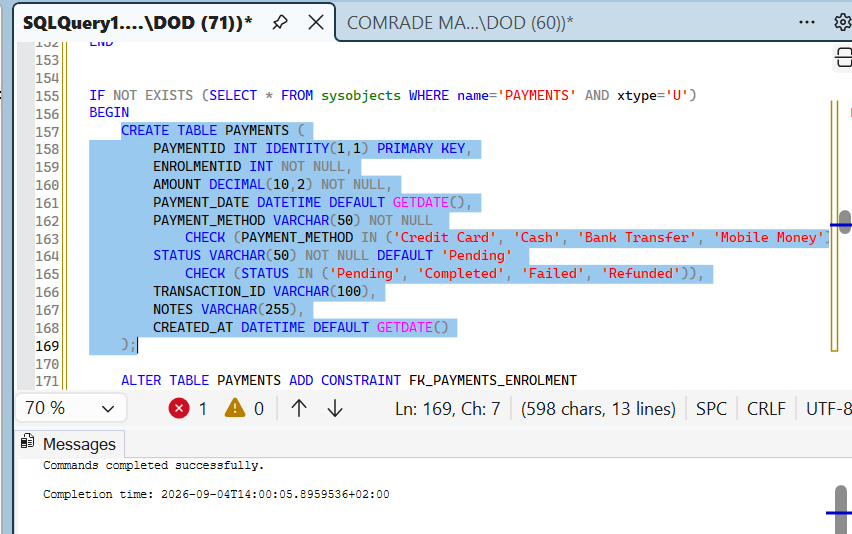 SQLQuery1....\DOD (71))*
COMRADE MA...\DOD (60))*
152 END
153
154
155 IF NOT EXISTS (SELECT * FROM sysobjects WHERE name='PAYMENTS' AND xtype='U')
156 BEGIN
157 CREATE TABLE PAYMENTS (
158 PAYMENTID INT IDENTITY(1,1) PRIMARY KEY,
159 ENROLMENTID INT NOT NULL,
160 AMOUNT DECIMAL(10,2) NOT NULL,
161 PAYMENT_DATE DATETIME DEFAULT GETDATE(),
162 PAYMENT_METHOD VARCHAR(50) NOT NULL
163 CHECK (PAYMENT_METHOD IN ('Credit Card', 'Cash', 'Bank Transfer', 'Mobile Money')
164 STATUS VARCHAR(50) NOT NULL DEFAULT 'Pending'
165 CHECK (STATUS IN ('Pending', 'Completed', 'Failed', 'Refunded')),
166 TRANSACTION_ID VARCHAR(100),
167 NOTES VARCHAR(255),
168 CREATED_AT DATETIME DEFAULT GETDATE()
169 );
170
171 ALTER TABLE PAYMENTS ADD CONSTRAINT FK_PAYMENTS_ENROLMENT
70 % 1 0 Ln: 169, Ch: 7 (598 chars, 13 lines) SPC CRLF UTF-8
Messages
Commands completed successfully.
Completion time: 2026-09-04T14:00:05.8959536+02:00